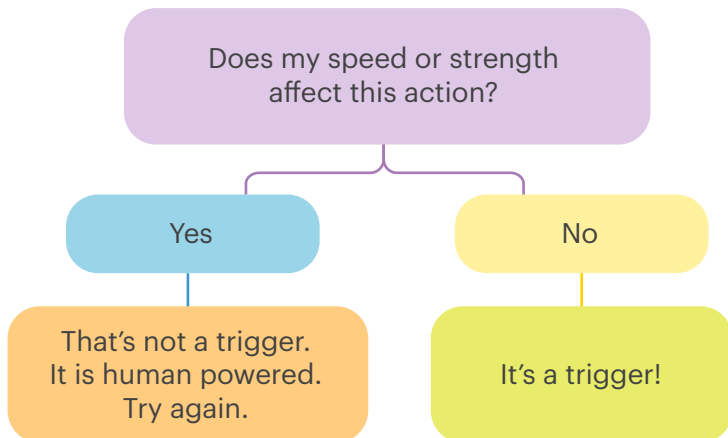 Does my speed or strength
affect this action?
Yes
No
That’s not a trigger.
It is human powered.
Try again.
It’s a trigger!